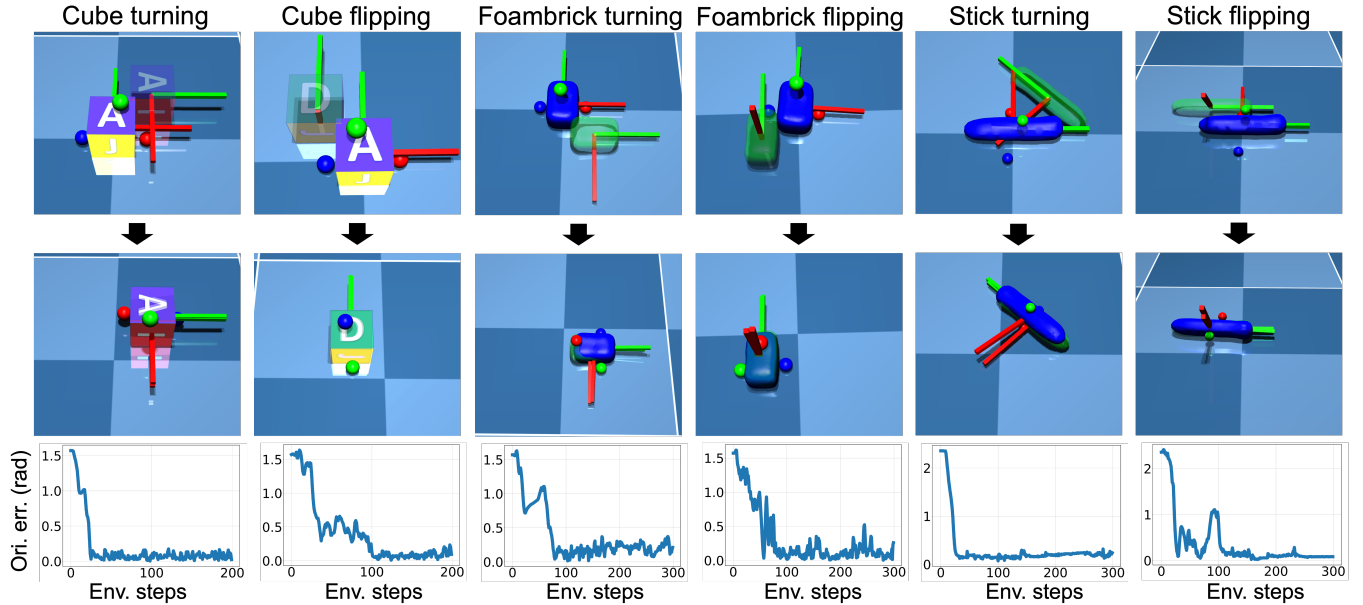 Cube turning
Cube flipping
Foambrick turning
Foambrick flipping
Stick turning
Stick flipping
A
A
J
D
A
J
A
D
Ori. err. (rad)
1.5
1.0
0.5
0.0
0 100 200
Env. steps
1.5
1.0
0.5
0.0
0 100 200
Env. steps
1.5
1.0
0.5
0.0
0 100 200 300
Env. steps
1.5
1.0
0.5
0.0
0 100 200 300
Env. steps
2
1
0
0 100 200 300
Env. steps
2
1
0
0 100 200 300
Env. steps